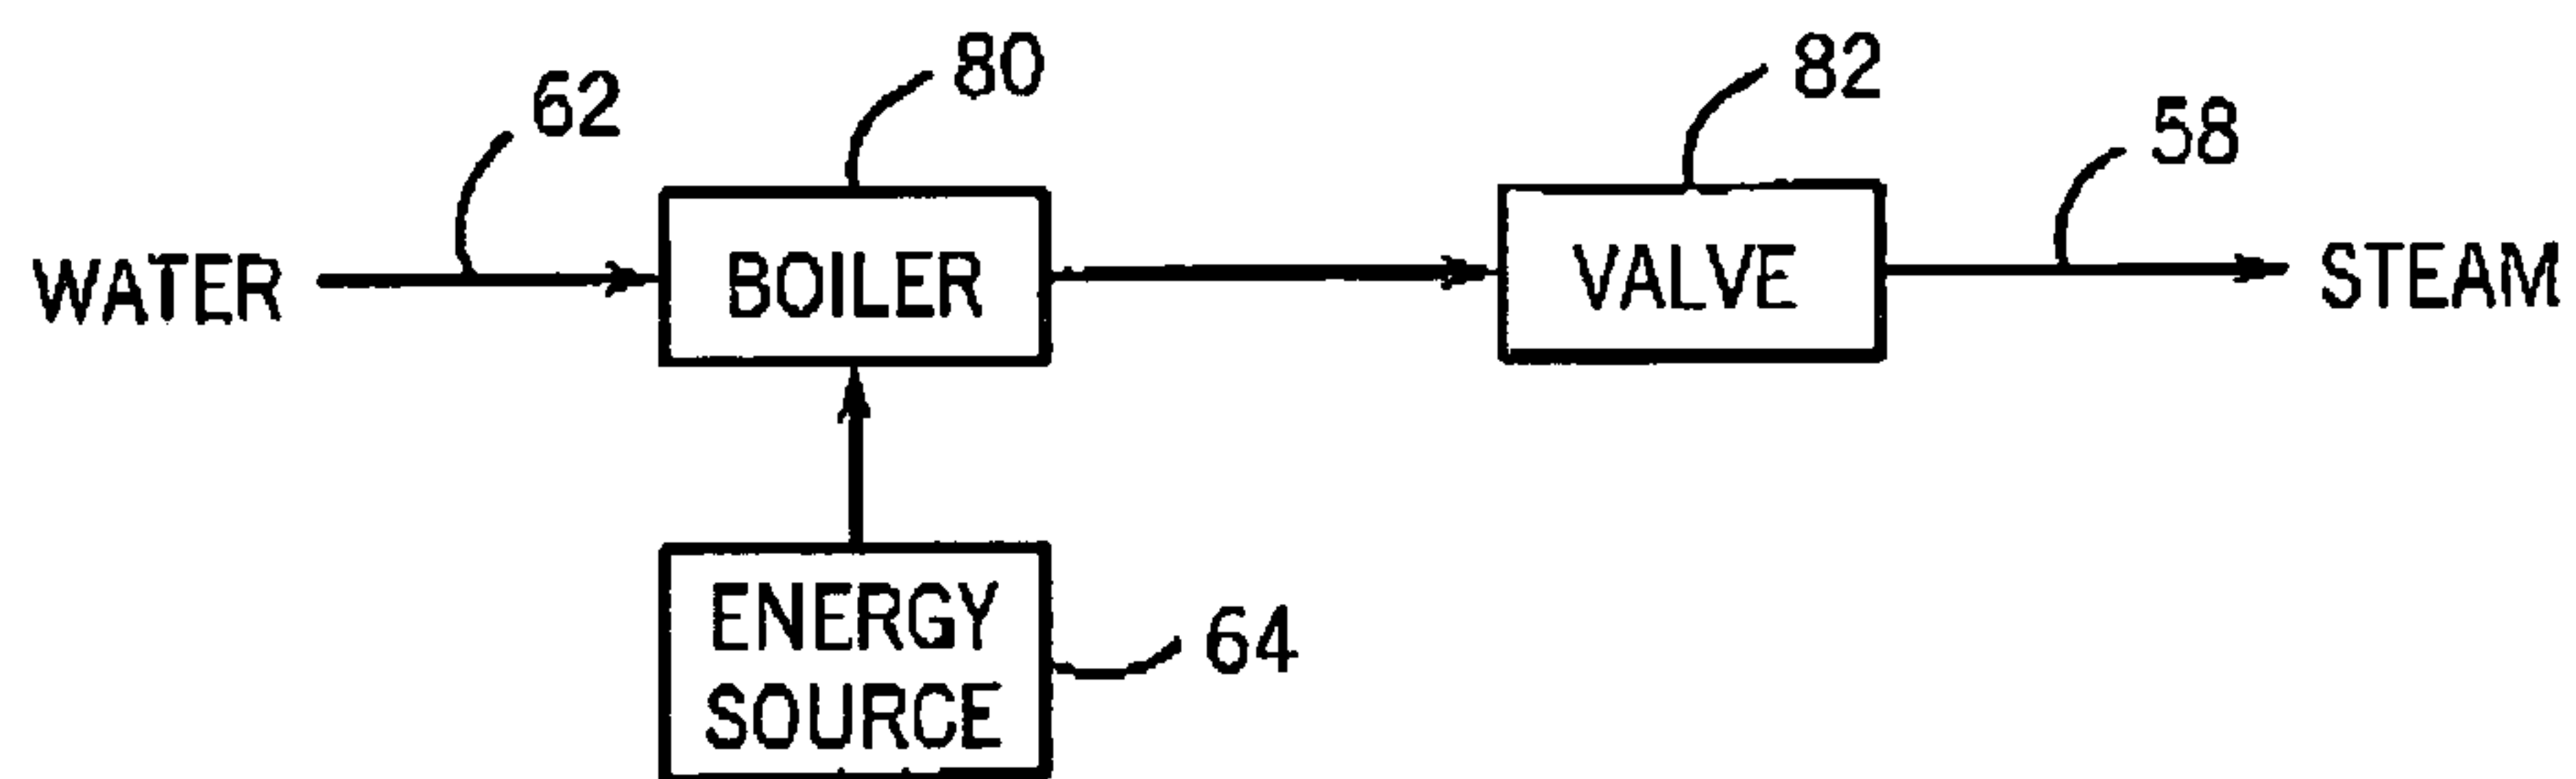 62
80
82
58
WATER
BOILER
VALVE
STEAM
ENERGY
SOURCE
64